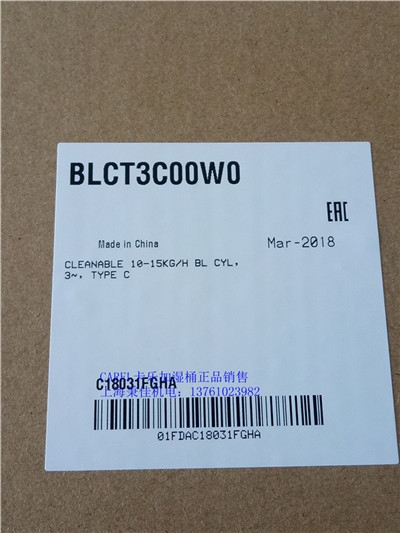 BLCT3C00W0
EAC
Made in China
Mar-2018
CLEANABLE 10-15KG/H BL CYL,
3~, TYPE C
CAREL卡乐加湿桶正品销售
C18031FGHA
上海秉佳机电：13761023982
01FDAC18031FGHA